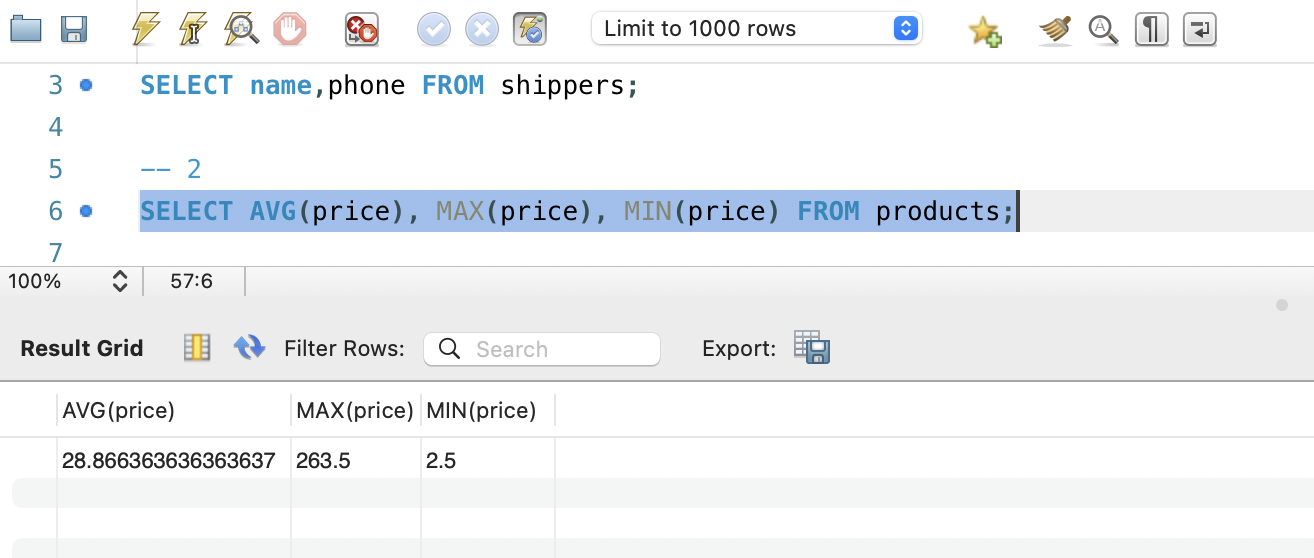 Limit to 1000 rows
3 SELECT name,phone FROM shippers;
4
5 -- 2
6 SELECT AVG(price), MAX(price), MIN(price) FROM products;
7
100% 57:6
Result Grid Filter Rows: Search Export:
AVG(price) MAX(price) MIN(price)
28.866363636363637 263.5 2.5